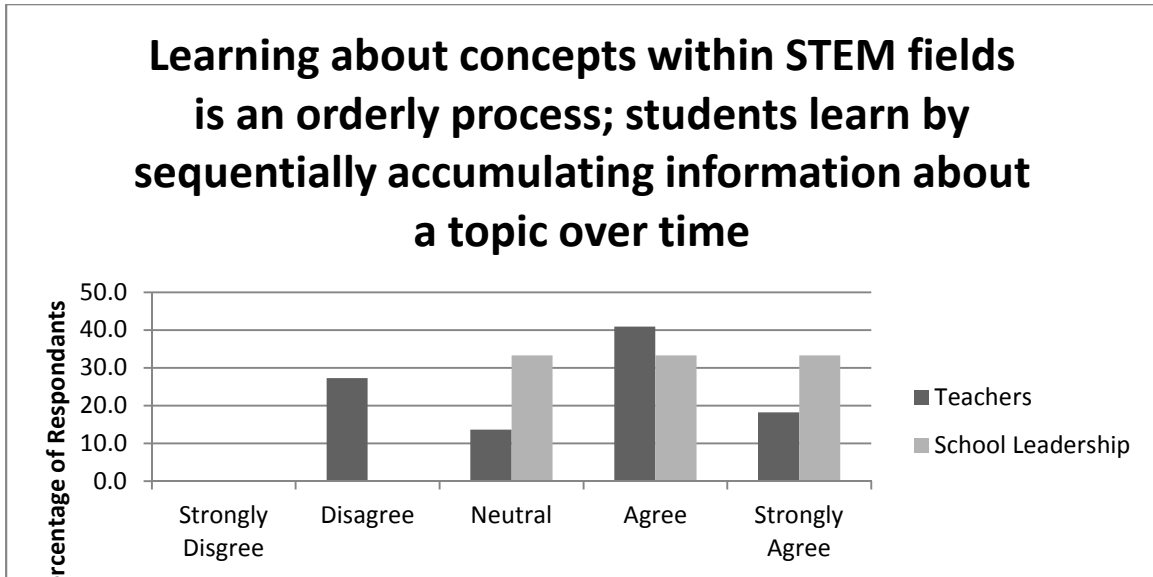 Learning about concepts within STEM fields
is an orderly process; students learn by
sequentially accumulating information about
a topic over time
50.0
40.0
30.0
20.0
10.0
0.0
rcentage of Respondants
Strongly
Disgree
Disagree
Neutral
Agree
Strongly
Agree
Teachers
School Leadership